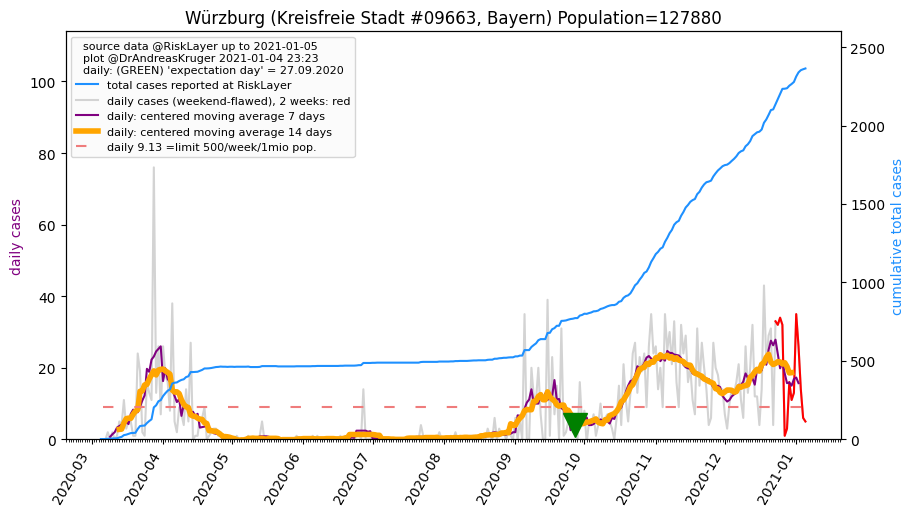 Würzburg (Kreisfreie Stadt #09663, Bayern) Population=127880
source data @RiskLayer up to 2021-01-05
plot @DrAndreasKruger 2021-01-04 23:23
daily: (GREEN) 'expectation day' = 27.09.2020
total cases reported at RiskLayer
daily cases (weekend-flawed), 2 weeks: red
daily: centered moving average 7 days
daily: centered moving average 14 days
daily 9.13 =limit 500/week/1mio pop.
daily cases
100
80
60
40
20
0
cumulative total cases
2500
2000
1500
1000
500
0
2020-03
2020-04
2020-05
2020-06
2020-07
2020-08
2020-09
2020-10
2020-11
2020-12
2021-01